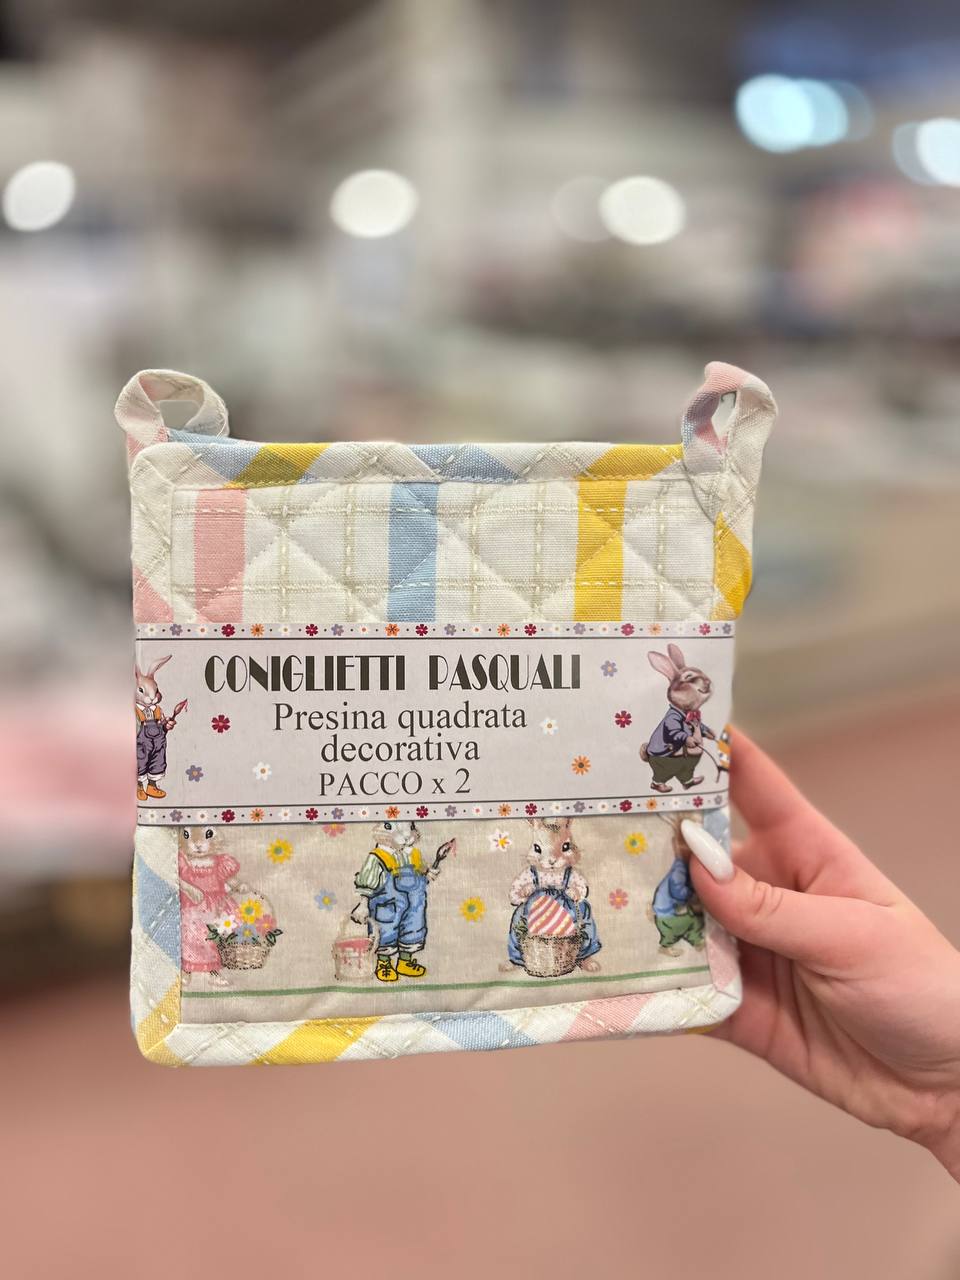 CONIGLIETTI PASQUALI
Presina quadrata
decorativa
PACCO x 2